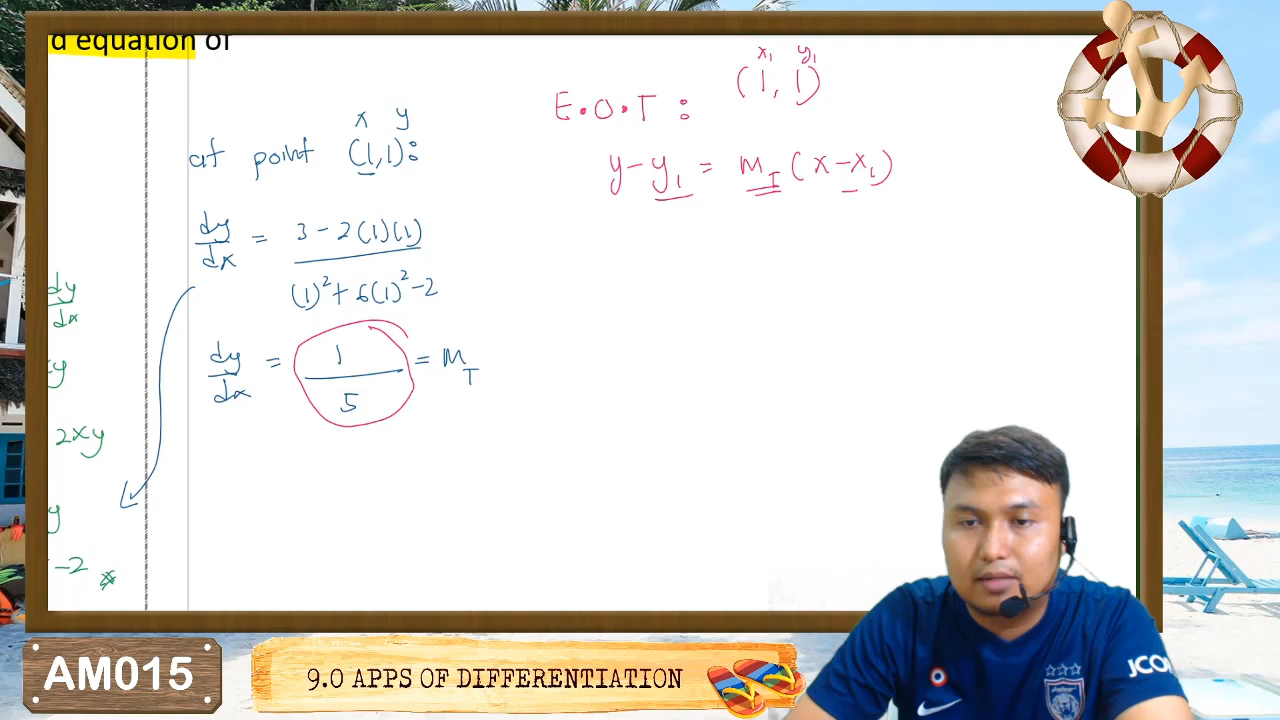 d equation of
at point (1,1):
x y
dy/dx = 3 - 2(1)(1) / (1)² + 6(1)² - 2
dy/dx = 1/5 = m_T
dy/dx
y
2xy
y
-2 *
E.O.T :
x₁ y₁
(1, 1)
y - y₁ = m_T (x - x₁)
AM015
9.0 APPS OF DIFFERENTIATION
JCO